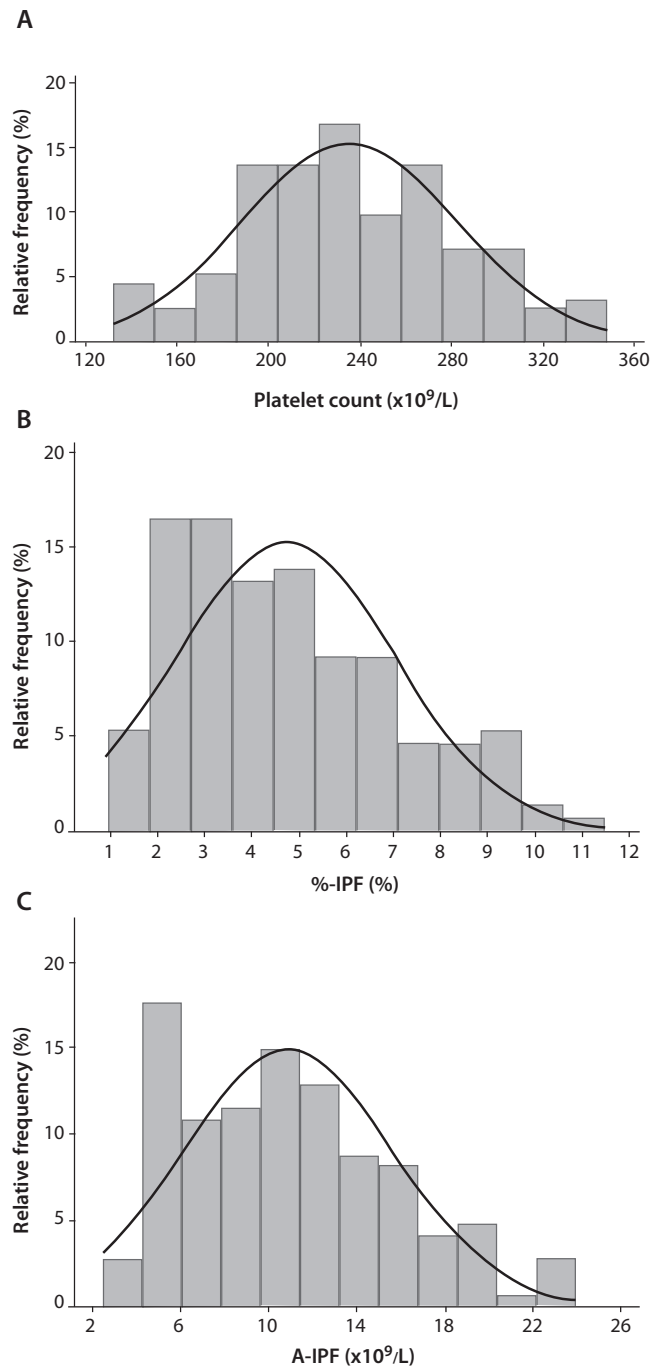 A
20
15
10
5
0
Relative frequency (%)
120 160 200 240 280 320 360
Platelet count (x10⁹/L)
B
20
15
10
5
0
Relative frequency (%)
1 2 3 4 5 6 7 8 9 10 11 12
%-IPF (%)
C
20
15
10
5
0
Relative frequency (%)
2 6 10 14 18 22 26
A-IPF (x10⁹/L)